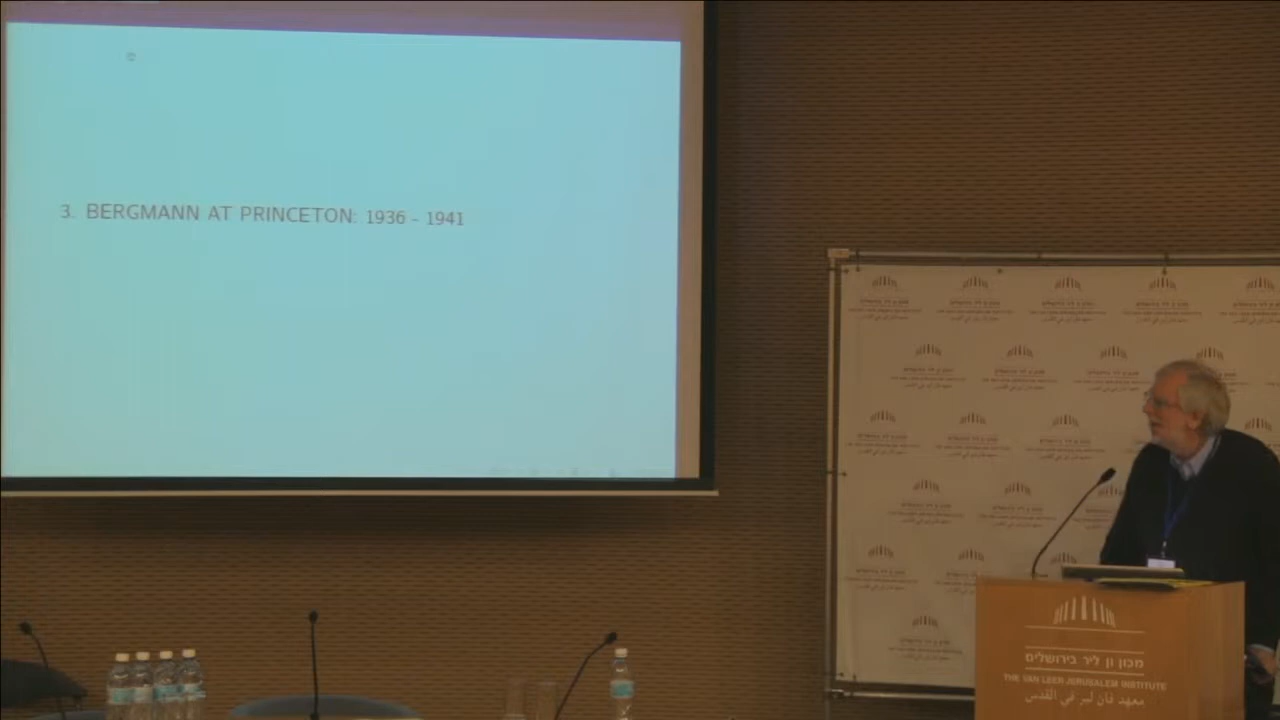 3. BERGMANN AT PRINCETON: 1936 - 1941
מכון ון ליר בירושלים
THE VAN LEER JERUSALEM INSTITUTE
معهد فان لير في القدس